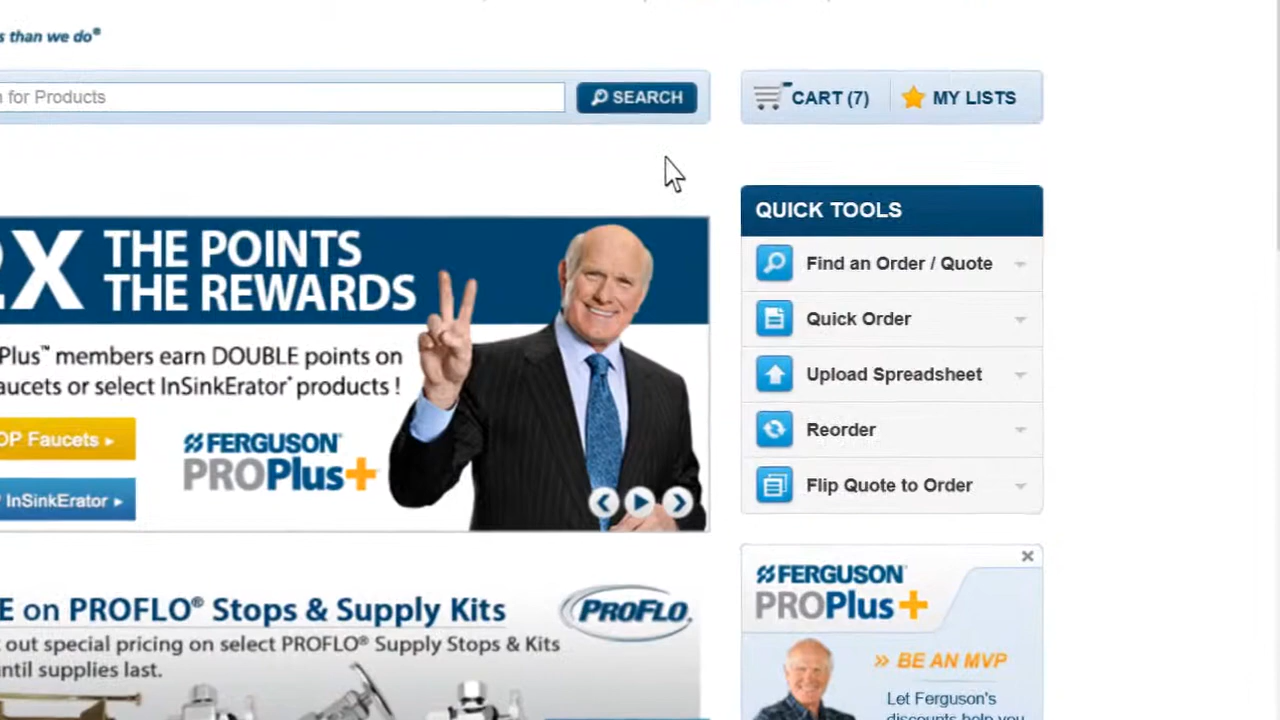 s than we do®
for Products
SEARCH
CART (7)
MY LISTS
QUICK TOOLS
Find an Order / Quote
Quick Order
Upload Spreadsheet
Reorder
Flip Quote to Order
X THE POINTS
THE REWARDS
Plus™ members earn DOUBLE points on
aucets or select InSinkErator® products !
OP Faucets ▸
InSinkErator ▸
FERGUSON®
PROPlus+
E on PROFLO® Stops & Supply Kits
out special pricing on select PROFLO® Supply Stops & Kits
ntil supplies last.
PROFLO®
FERGUSON®
PROPlus+
» BE AN MVP
Let Ferguson's
discounts help you